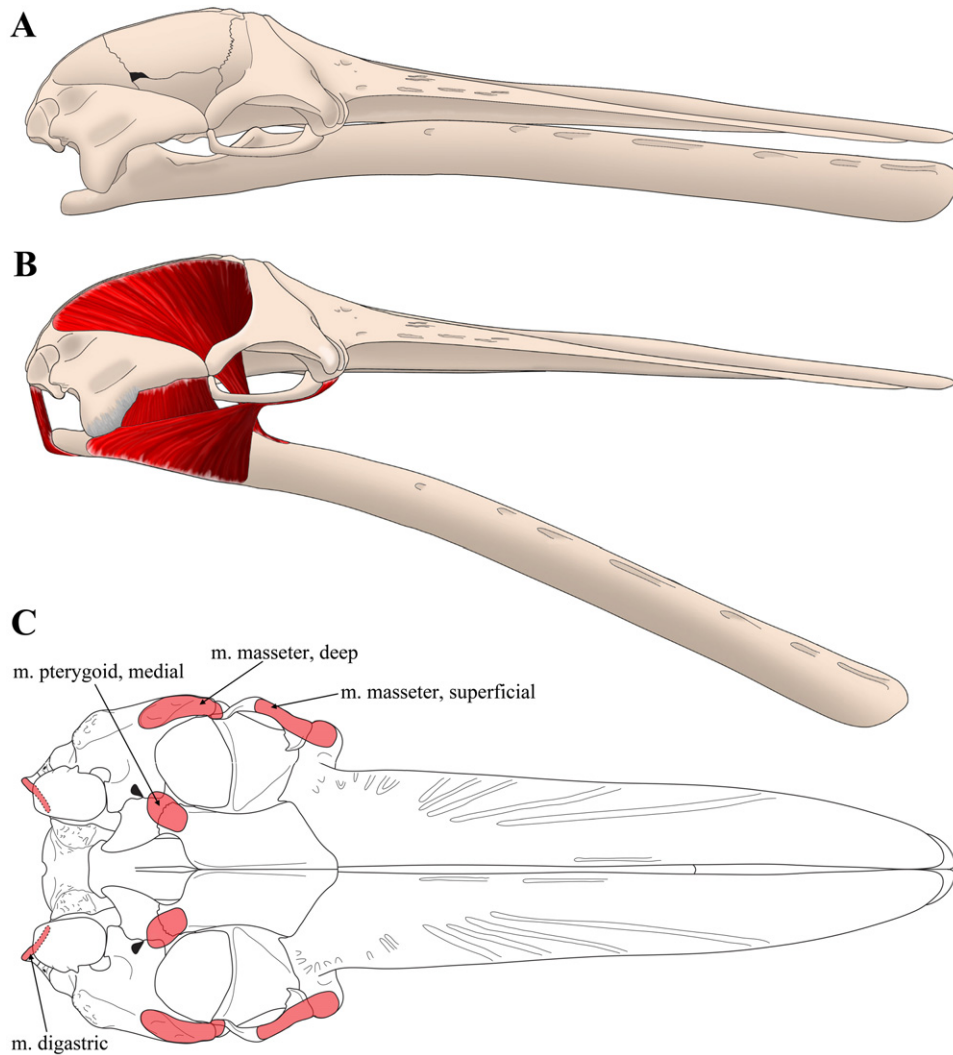 A
B
C
m. masseter, deep
m. pterygoid, medial
m. masseter, superficial
m. digastric